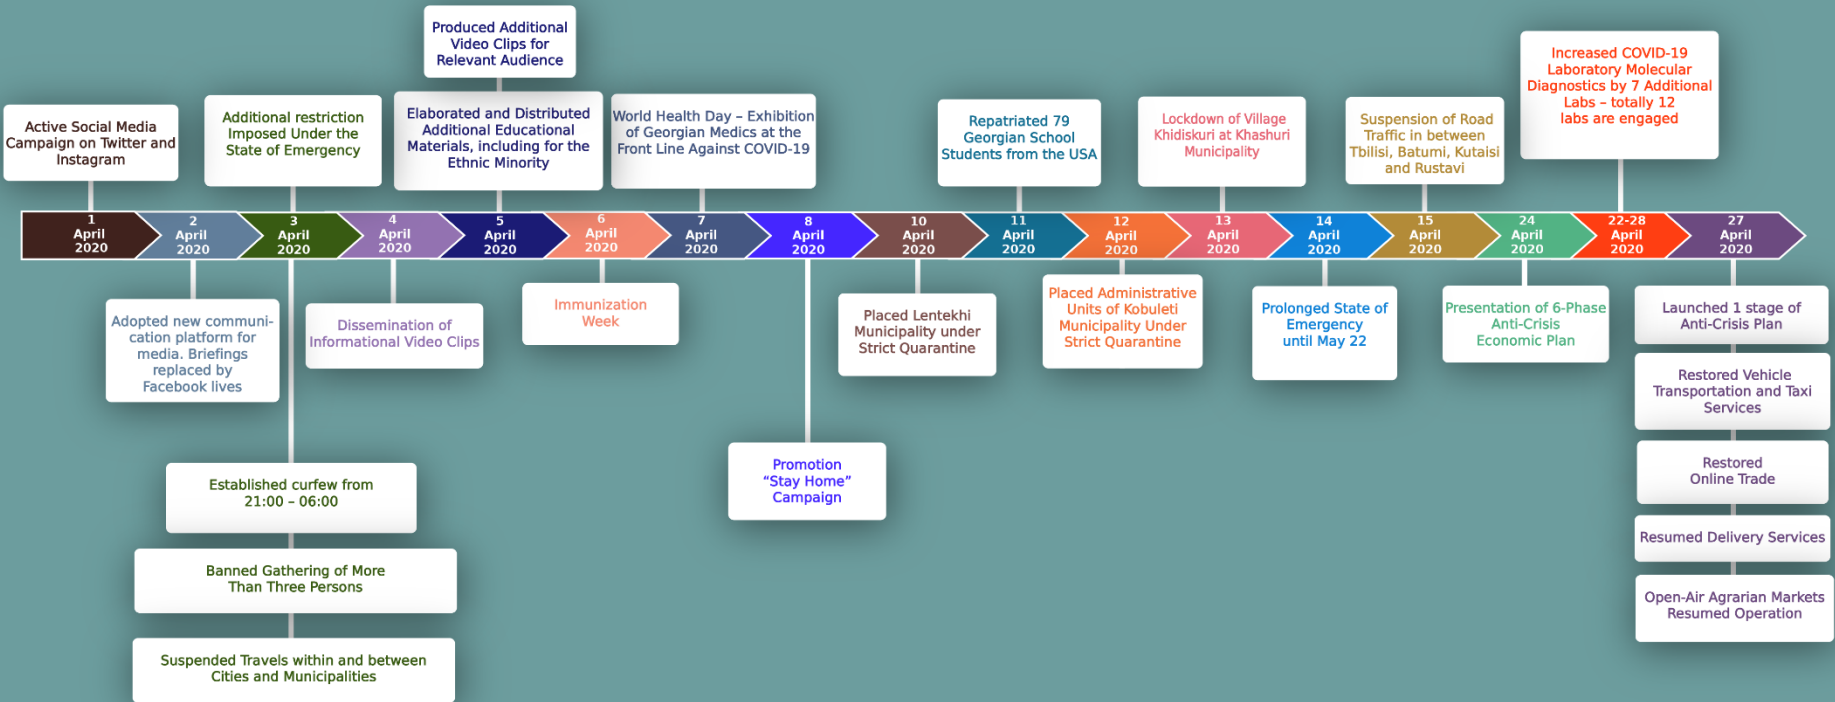 Produced Additional
Video Clips for
Relevant Audience
Active Social Media
Campaign on Twitter and
Instagram
Additional restriction
Imposed Under the
State of Emergency
Elaborated and Distributed
Additional Educational
Materials, including for the
Ethnic Minority
World Health Day – Exhibition
of Georgian Medics at the
Front Line Against COVID-19
Repatriated 79
Georgian School
Students from the USA
Lockdown of Village
Khidiskuri at Khashuri
Municipality
Suspension of Road
Traffic in between
Tbilisi, Batumi, Kutaisi
and Rustavi
Increased COVID-19
Laboratory Molecular
Diagnostics by 7 Additional
Labs – totally 12
labs are engaged
1
April
2020
2
April
2020
3
April
2020
4
April
2020
5
April
2020
6
April
2020
7
April
2020
8
April
2020
10
April
2020
11
April
2020
12
April
2020
13
April
2020
14
April
2020
15
April
2020
24
April
2020
22-28
April
2020
27
April
2020
Adopted new communi-
cation platform for
media. Briefings
replaced by
Facebook lives
Dissemination of
Informational Video Clips
Immunization
Week
Placed Lentekhi
Municipality under
Strict Quarantine
Placed Administrative
Units of Kobuleti
Municipality Under
Strict Quarantine
Prolonged State of
Emergency
until May 22
Presentation of 6-Phase
Anti-Crisis
Economic Plan
Launched 1 stage of
Anti-Crisis Plan
Restored Vehicle
Transportation and Taxi
Services
Restored
Online Trade
Resumed Delivery Services
Open-Air Agrarian Markets
Resumed Operation
Promotion
“Stay Home”
Campaign
Established curfew from
21:00 – 06:00
Banned Gathering of More
Than Three Persons
Suspended Travels within and between
Cities and Municipalities